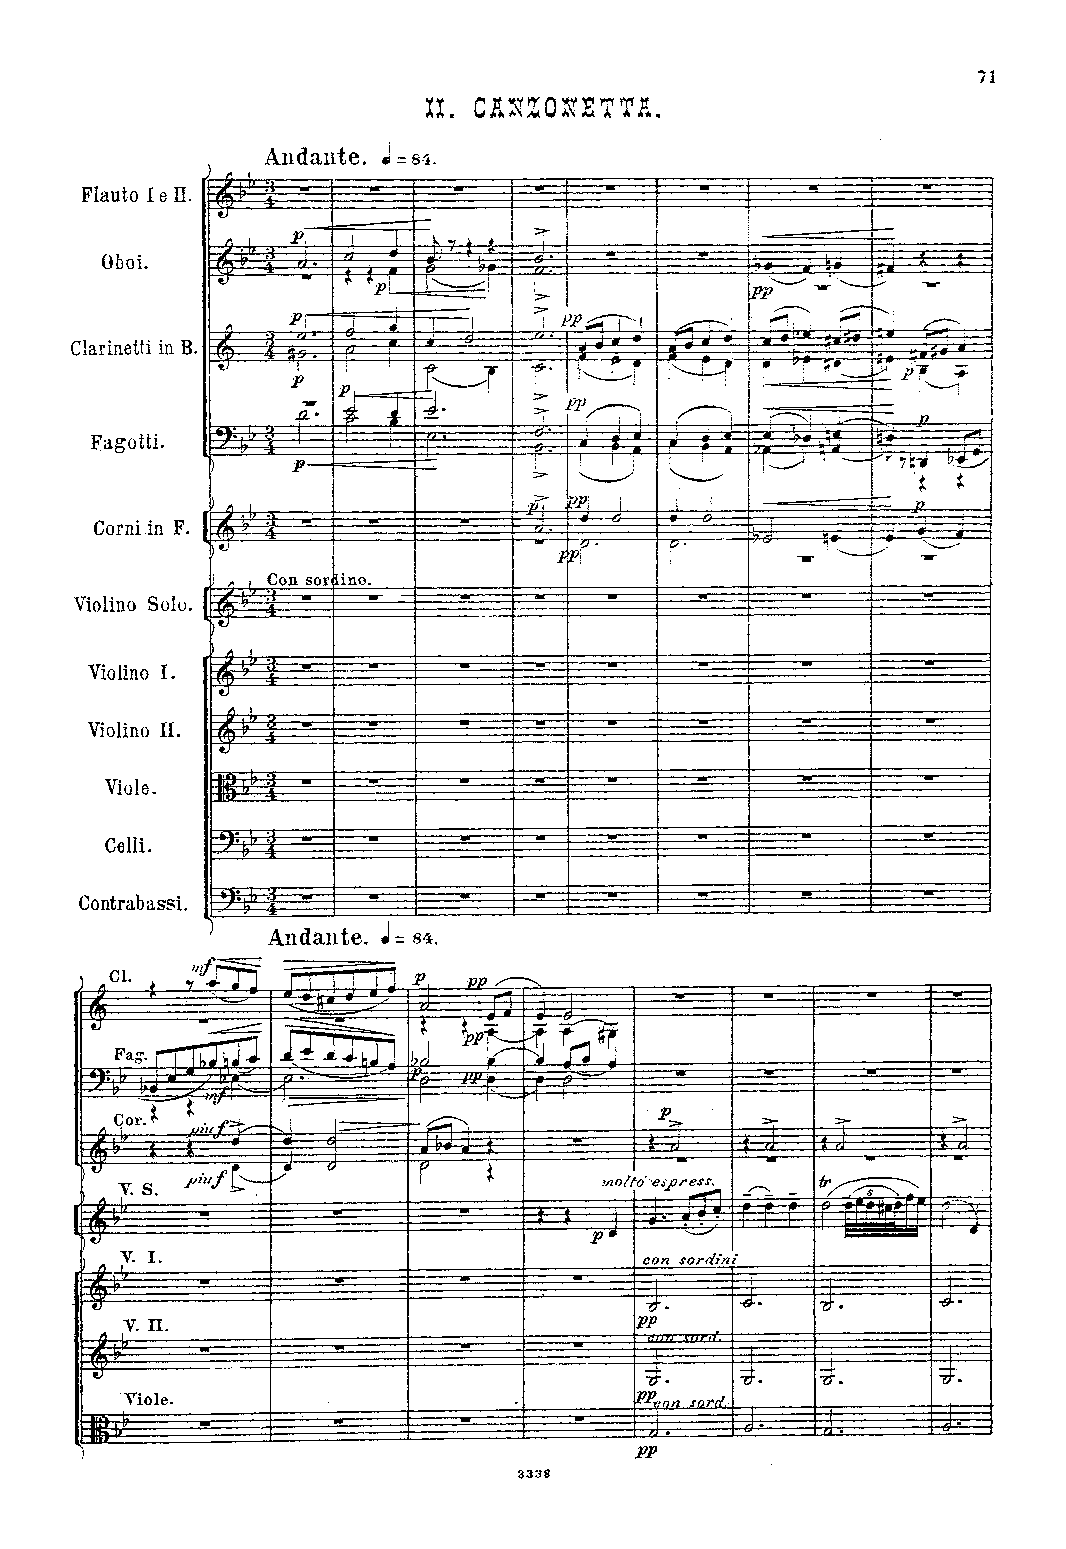 71
II. CANZONETTA.
Andante. ♩=84.
Flauto I e II.
p
Oboi.
p
pp
p
pp
Clarinetti in B.
p
p
p
pp
Fagotti.
p
p
p
pp
Corni in F.
p
pp
Con sordino.
Violino Solo.
Violino I.
Violino II.
Viole.
Celli.
Contrabassi.
Andante. ♩=84.
Cl.
mf
p
pp
pp
Fag.
mf
p
pp
Cor.
più f
p
più f
V. S.
molto espress.
tr
6
p
V. I.
con sordini
pp
V. II.
con sord.
pp
Viole.
con sord.
pp
3338